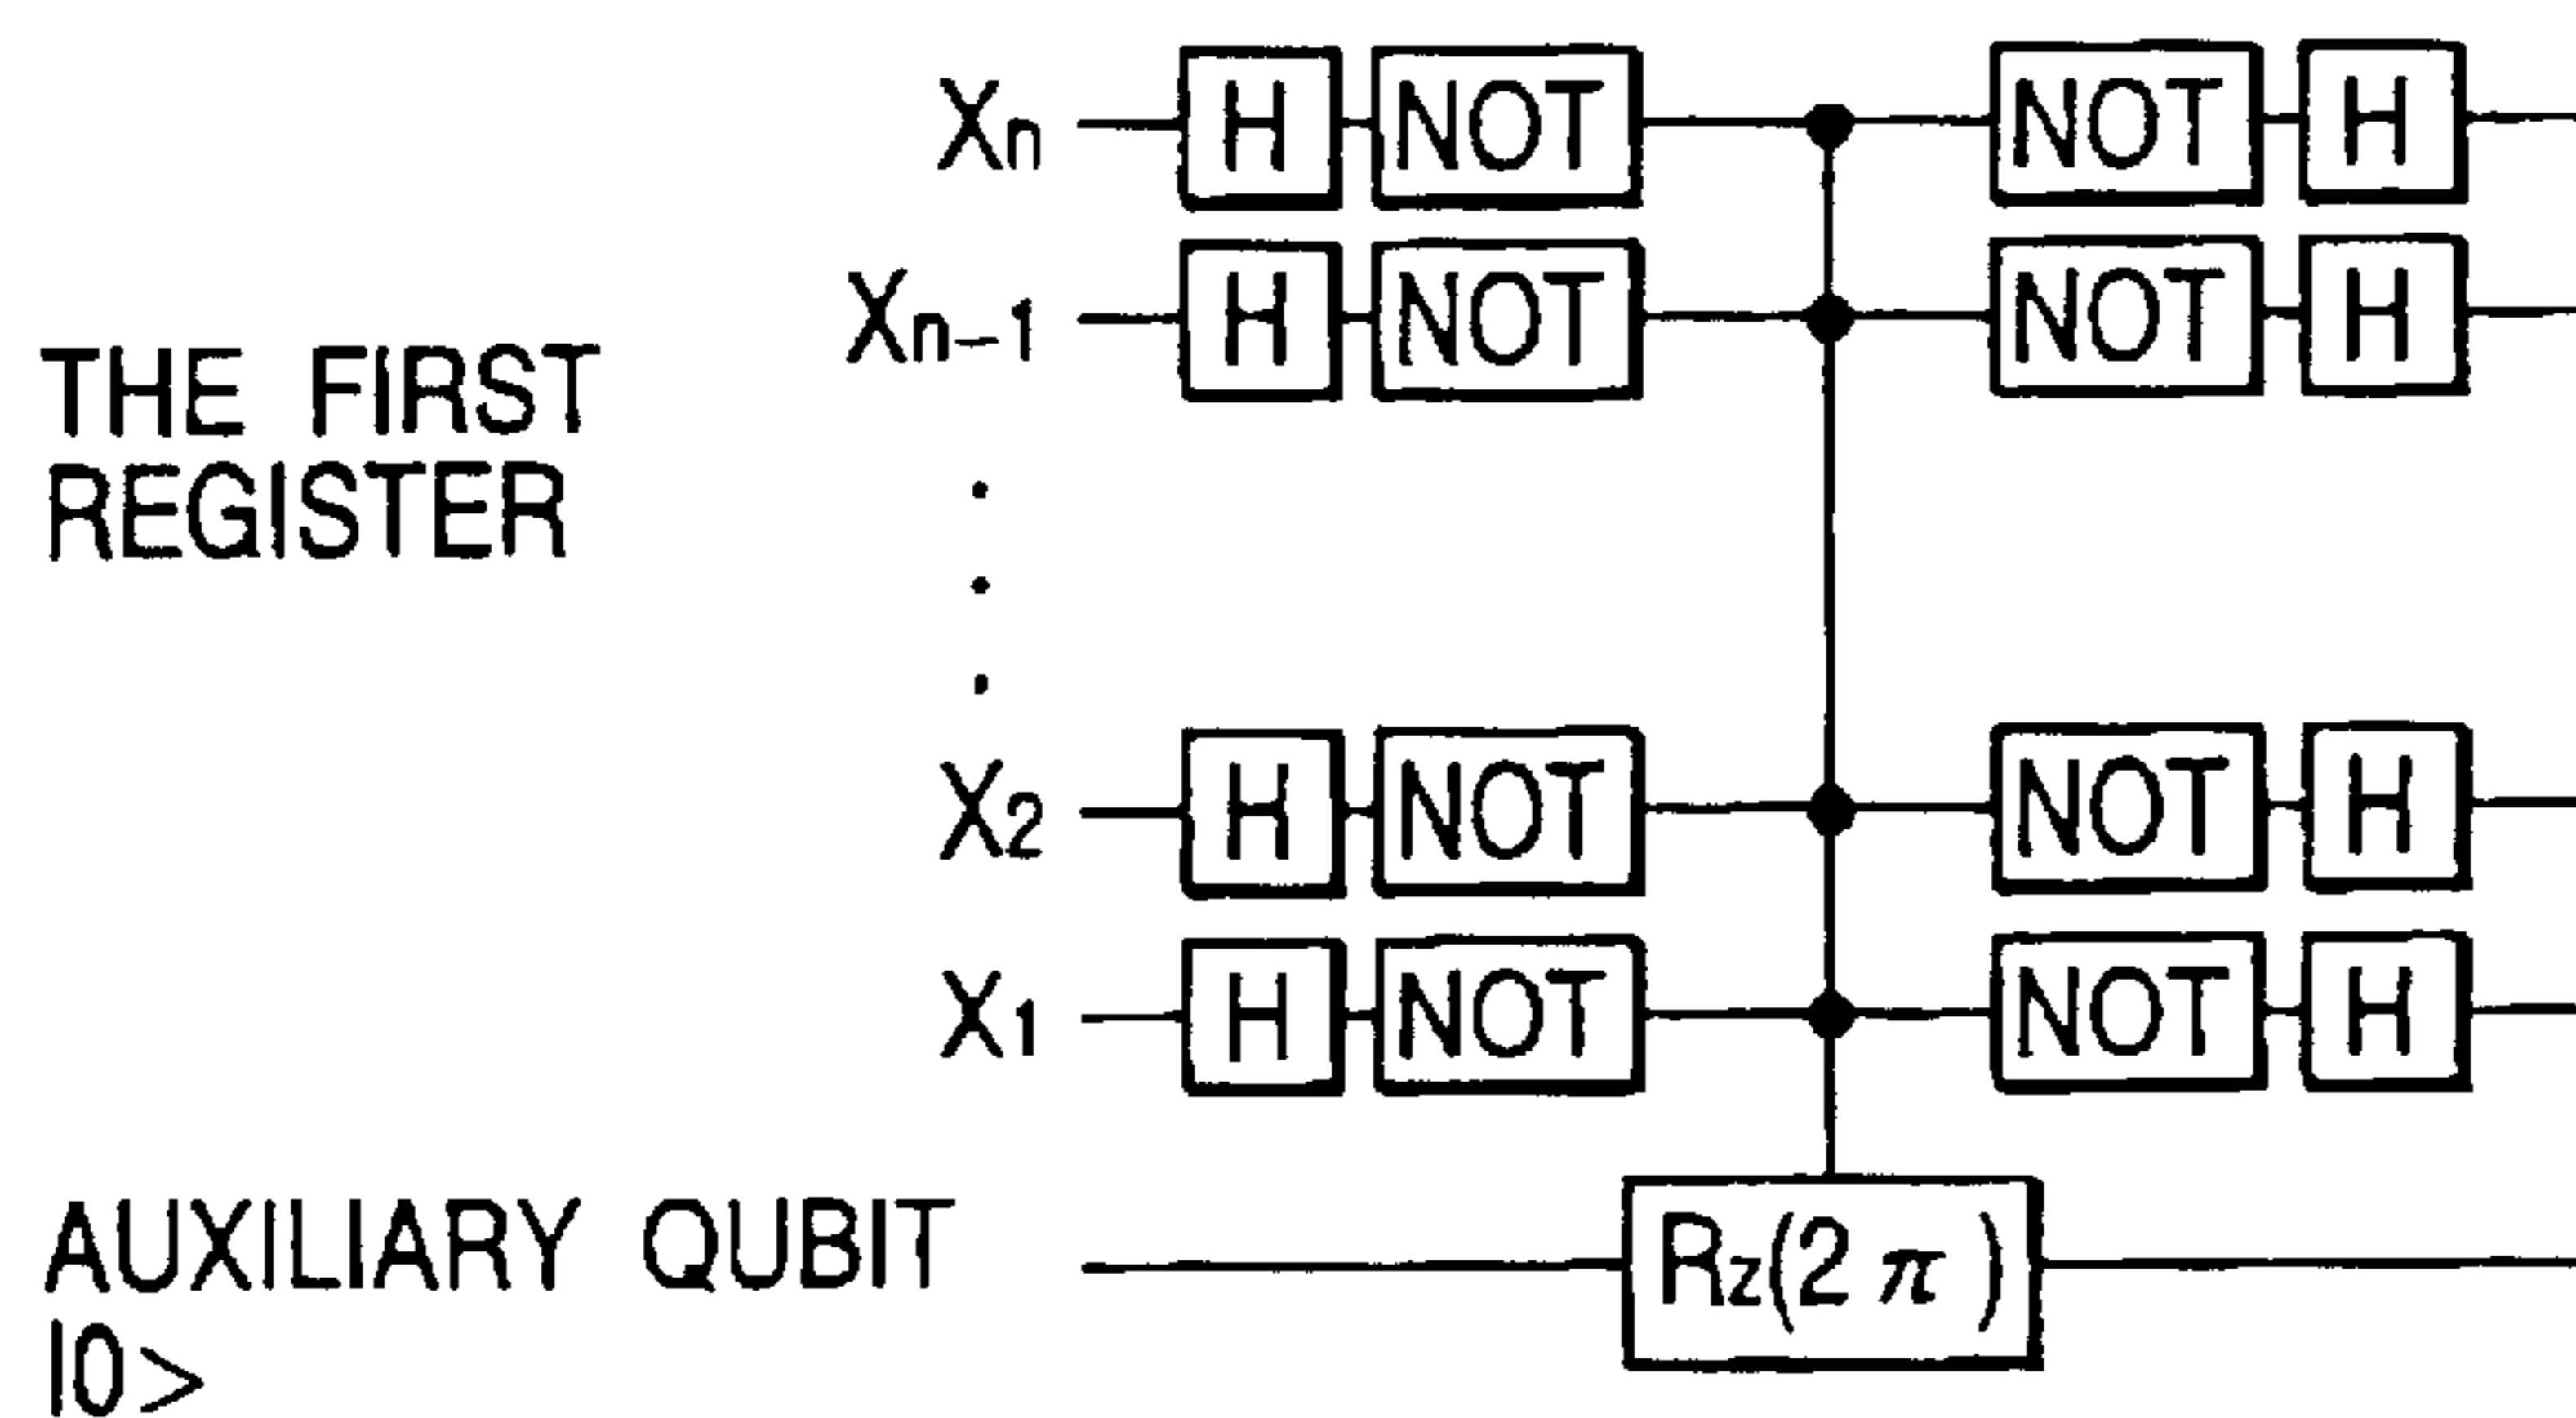 Xn H NOT NOT H
Xn-1 H NOT NOT H
THE FIRST
REGISTER
X2 H NOT NOT H
X1 H NOT NOT H
AUXILIARY QUBIT Rz(2π)
|0>